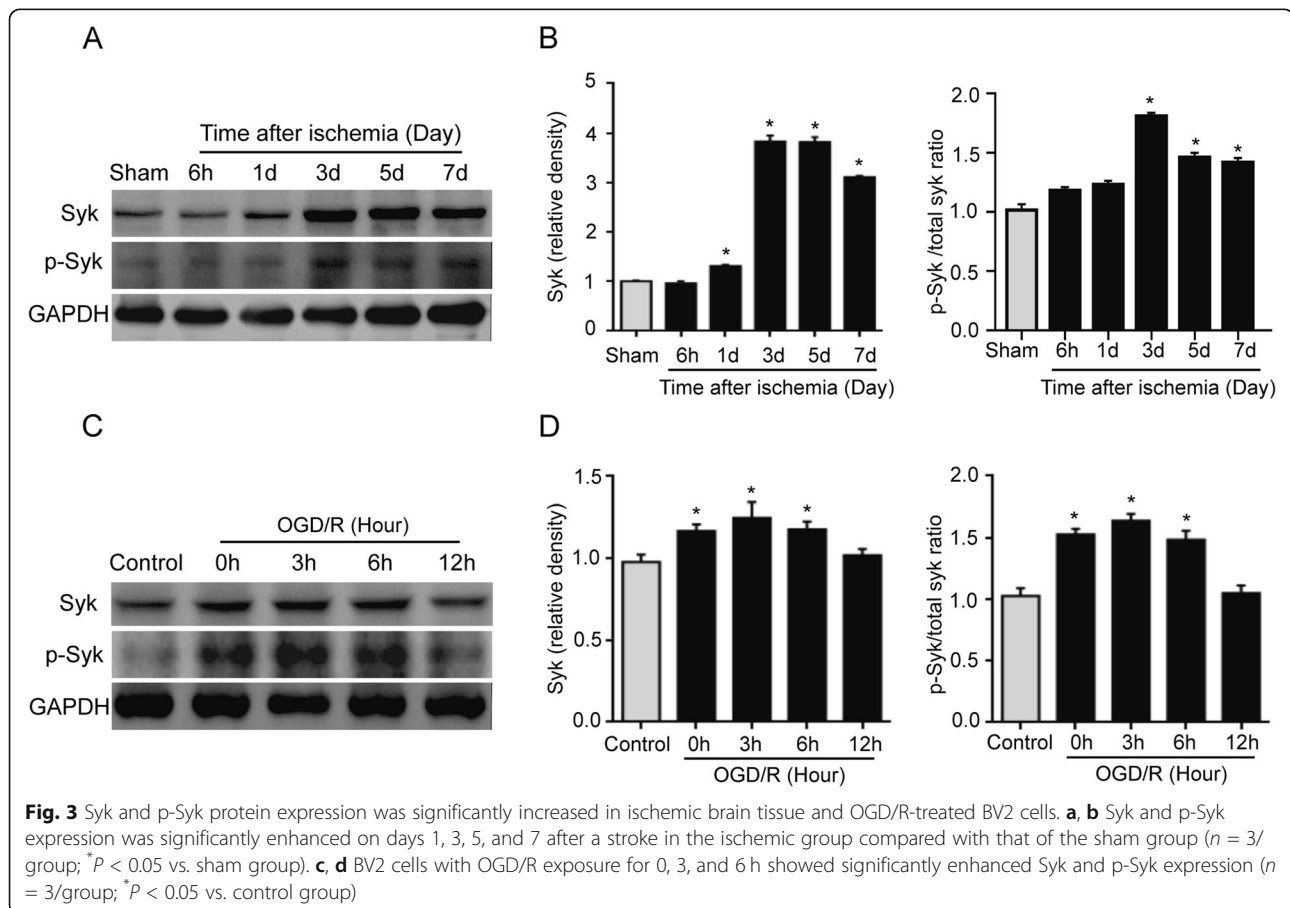 A
Time after ischemia (Day)
Sham 6h 1d 3d 5d 7d
Syk
p-Syk
GAPDH
B
Syk (relative density)
5
4
3
2
1
0
* * * *
Sham 6h 1d 3d 5d 7d
Time after ischemia (Day)
p-Syk /total syk ratio
2.0
1.5
1.0
0.5
0.0
* * *
Sham 6h 1d 3d 5d 7d
Time after ischemia (Day)
C
OGD/R (Hour)
Control 0h 3h 6h 12h
Syk
p-Syk
GAPDH
D
Syk (relative density)
1.5
1.0
0.5
0.0
* * *
Control 0h 3h 6h 12h
OGD/R (Hour)
p-Syk/total syk ratio
2.0
1.5
1.0
0.5
0.0
* * *
Control 0h 3h 6h 12h
OGD/R (Hour)
Fig. 3 Syk and p-Syk protein expression was significantly increased in ischemic brain tissue and OGD/R-treated BV2 cells. a, b Syk and p-Syk
expression was significantly enhanced on days 1, 3, 5, and 7 after a stroke in the ischemic group compared with that of the sham group (n = 3/
group; *P < 0.05 vs. sham group). c, d BV2 cells with OGD/R exposure for 0, 3, and 6 h showed significantly enhanced Syk and p-Syk expression (n
= 3/group; *P < 0.05 vs. control group)